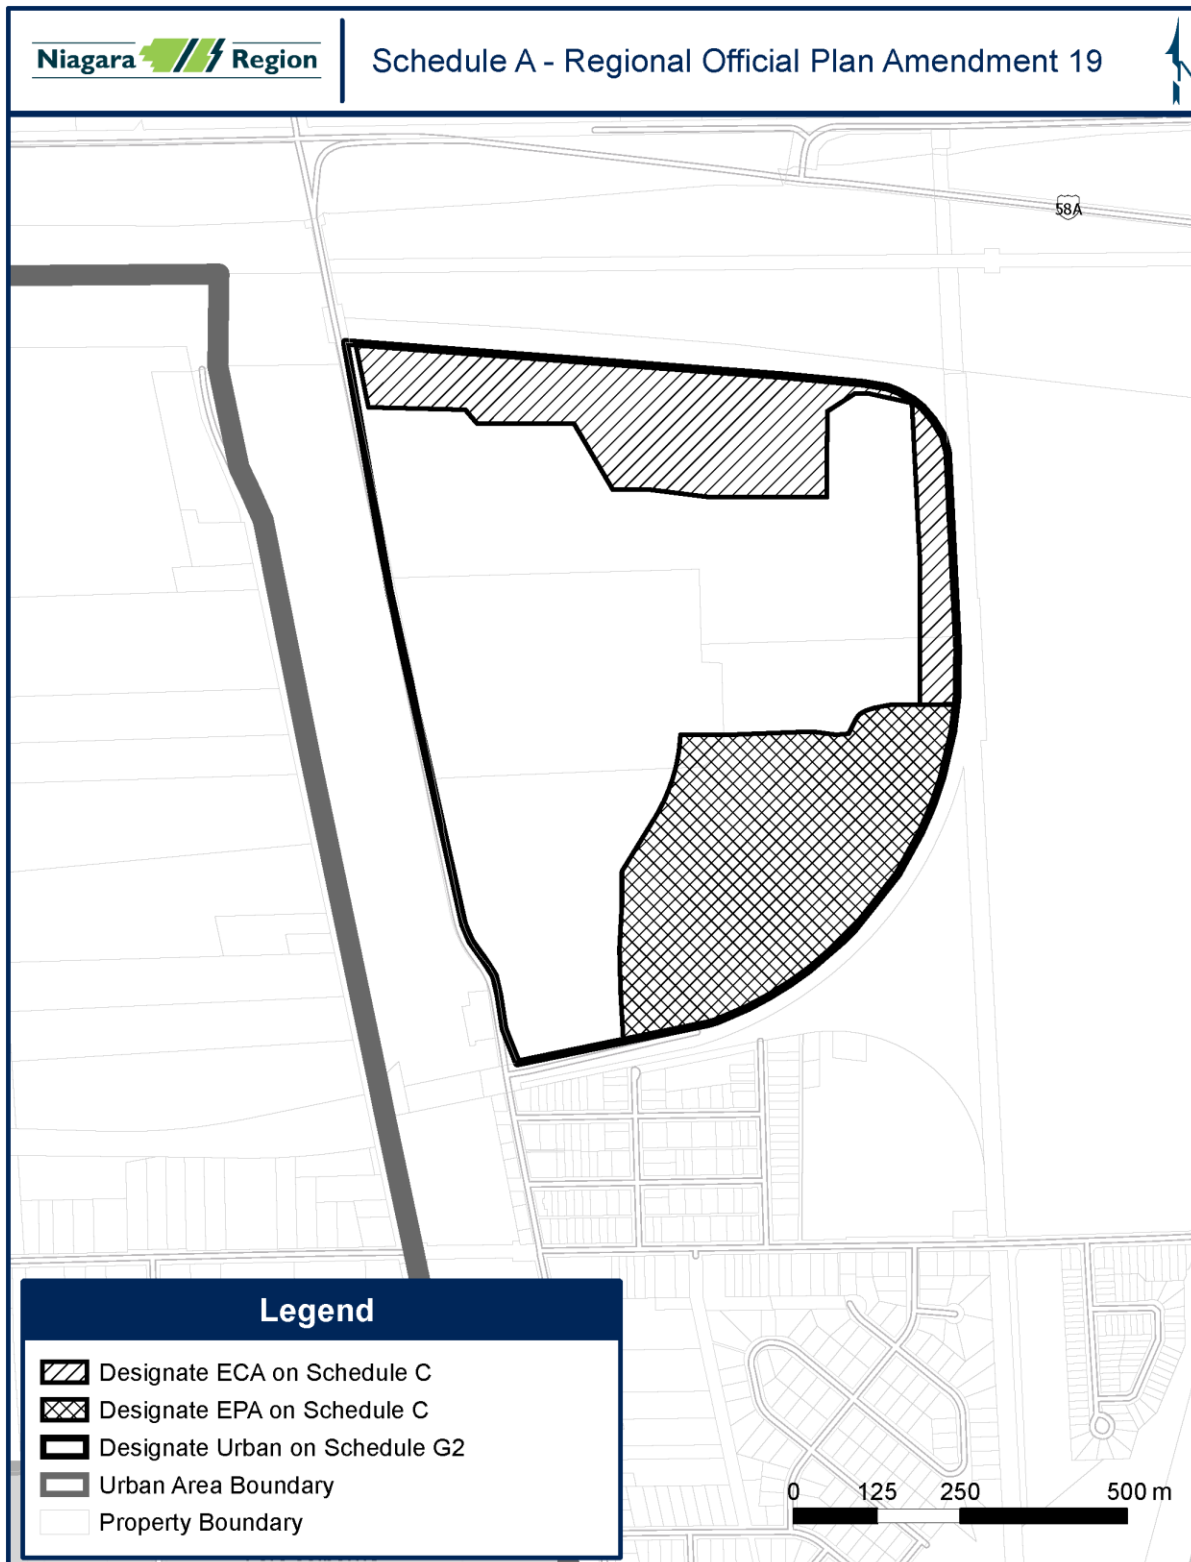 Niagara Region
Schedule A - Regional Official Plan Amendment 19
N
58A
Legend
Designate ECA on Schedule C
Designate EPA on Schedule C
Designate Urban on Schedule G2
Urban Area Boundary
Property Boundary
0 125 250 500 m